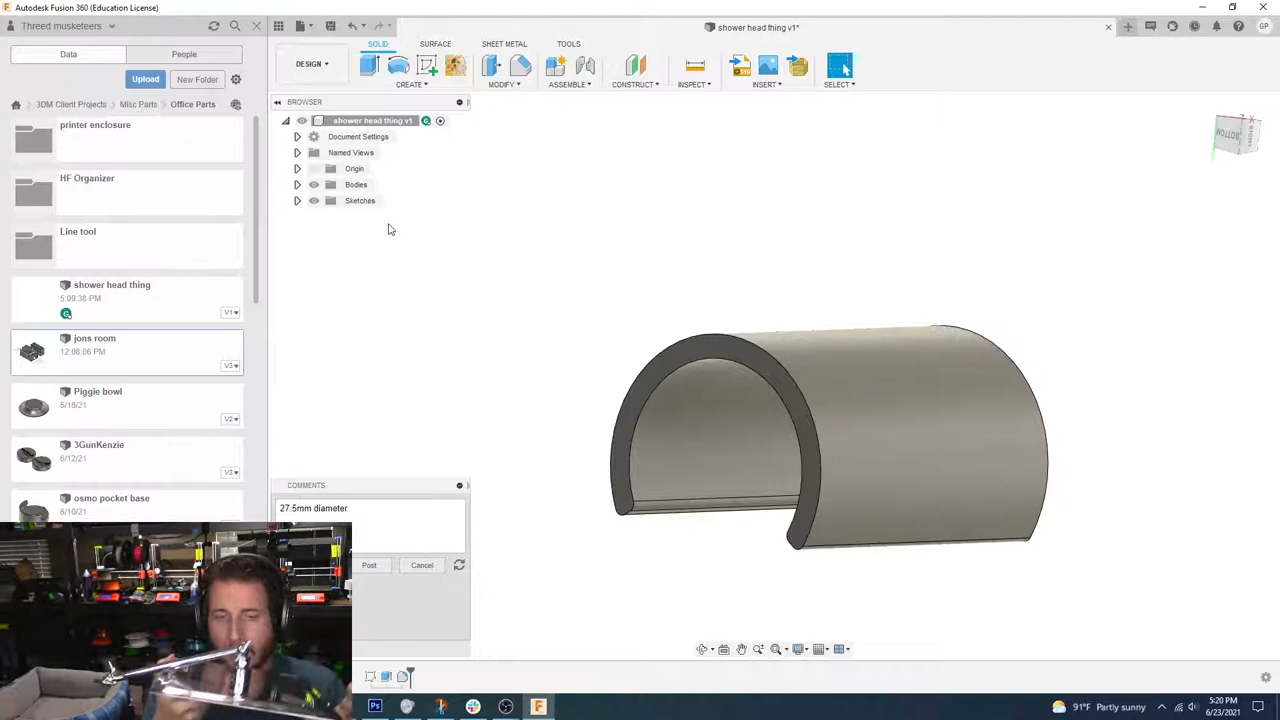 Autodesk Fusion 360 (Education License)
Threed musketeers
shower head thing v1*
GP
Data
People
Upload
New Folder
3DM Client Projects
Misc Parts
Office Parts
printer enclosure
HF Organizer
Line tool
shower head thing
5:09:38 PM
G
V1
jons room
12:08:06 PM
V3
Piggie bowl
6/16/21
V2
3GunKenzie
6/12/21
V3
osmo pocket base
6/10/21
DESIGN
SOLID
SURFACE
SHEET METAL
TOOLS
CREATE
MODIFY
ASSEMBLE
CONSTRUCT
INSPECT
INSERT
SELECT
BROWSER
shower head thing v1
G
Document Settings
Named Views
Origin
Bodies
Sketches
BOTTOM
RIGHT
X
COMMENTS
27.5mm diameter
Post
Cancel
91°F Partly sunny
5:20 PM
6/23/2021